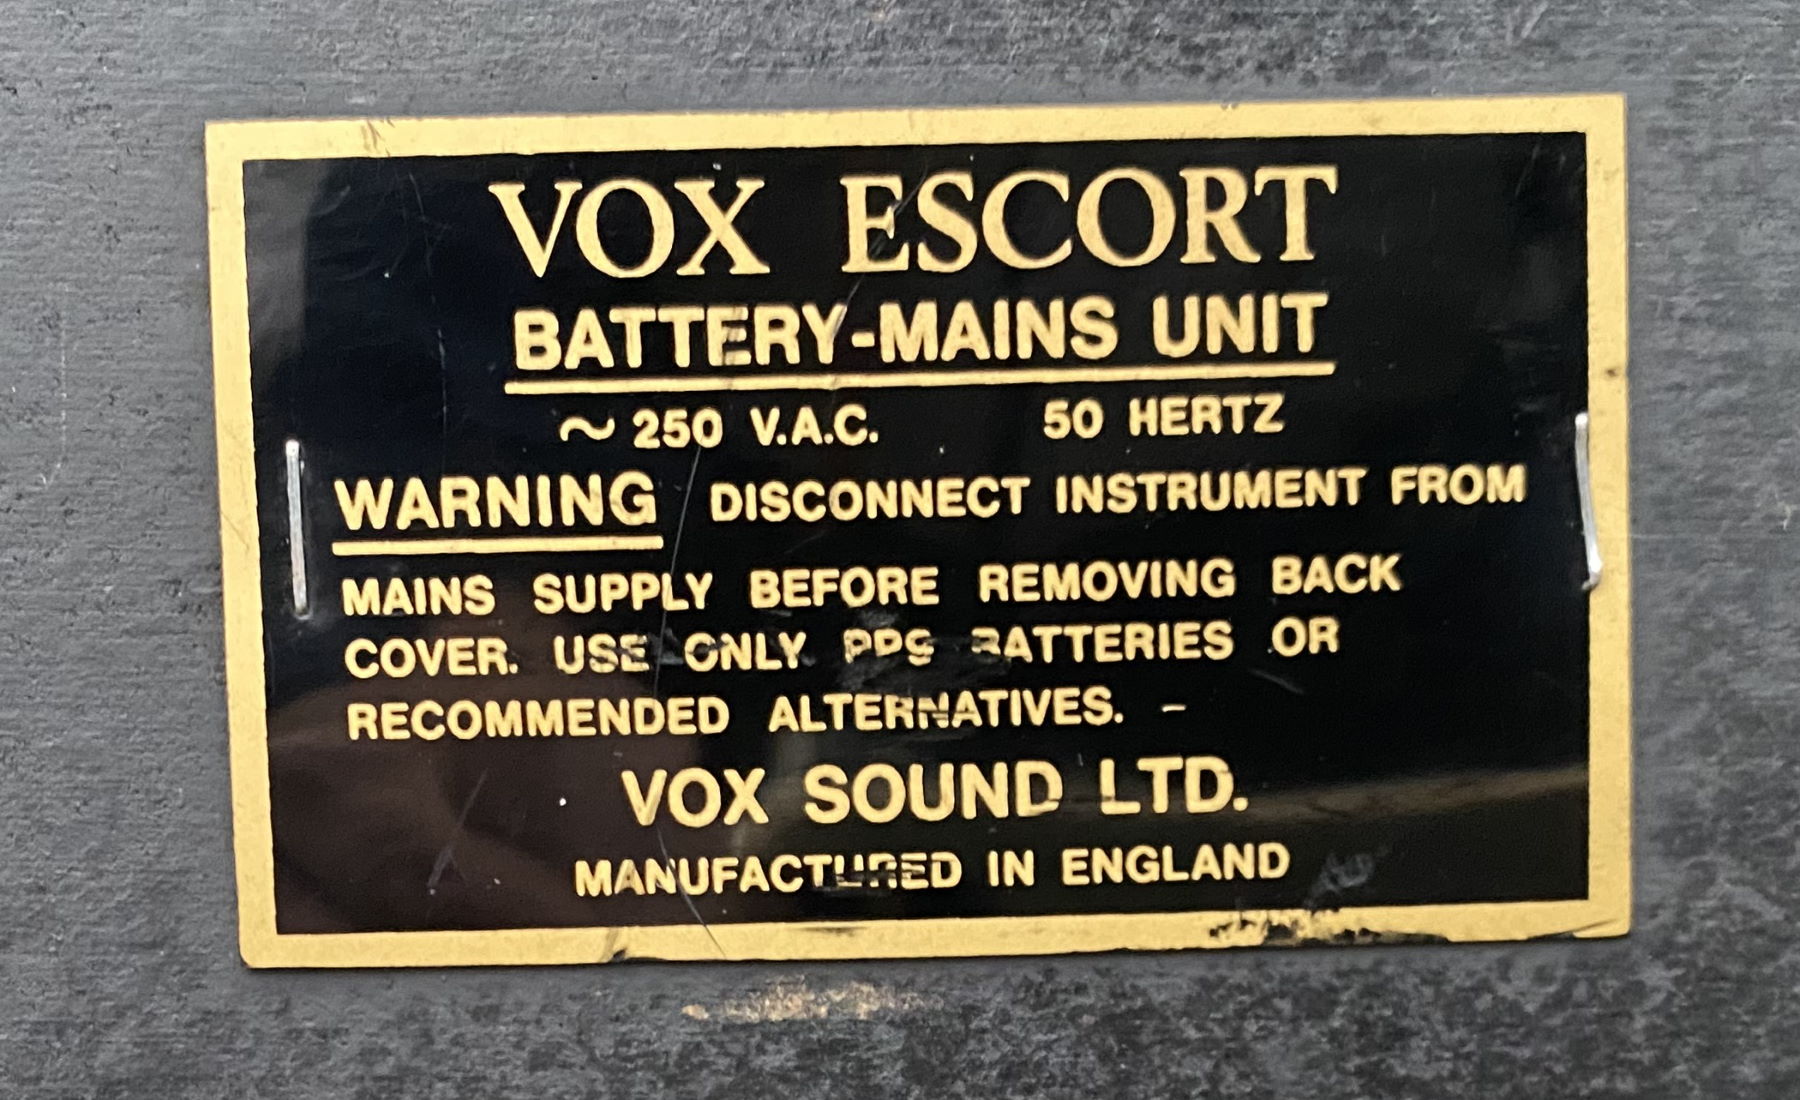 VOX ESCORT
BATTERY-MAINS UNIT
~ 250 V.A.C. 50 HERTZ
WARNING DISCONNECT INSTRUMENT FROM
MAINS SUPPLY BEFORE REMOVING BACK
COVER. USE ONLY PP9 BATTERIES OR
RECOMMENDED ALTERNATIVES. –
VOX SOUND LTD.
MANUFACTURED IN ENGLAND